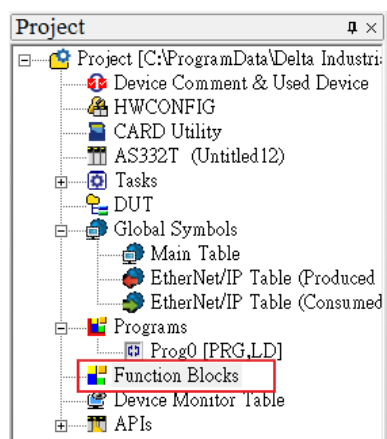 Project
Project [C:\ProgramData\Delta Industri
Device Comment & Used Device
HWCONFIG
CARD Utility
AS332T (Untitled12)
Tasks
DUT
Global Symbols
Main Table
EtherNet/IP Table (Produced
EtherNet/IP Table (Consumed
Programs
Prog0 [PRG,LD]
Function Blocks
Device Monitor Table
APIs